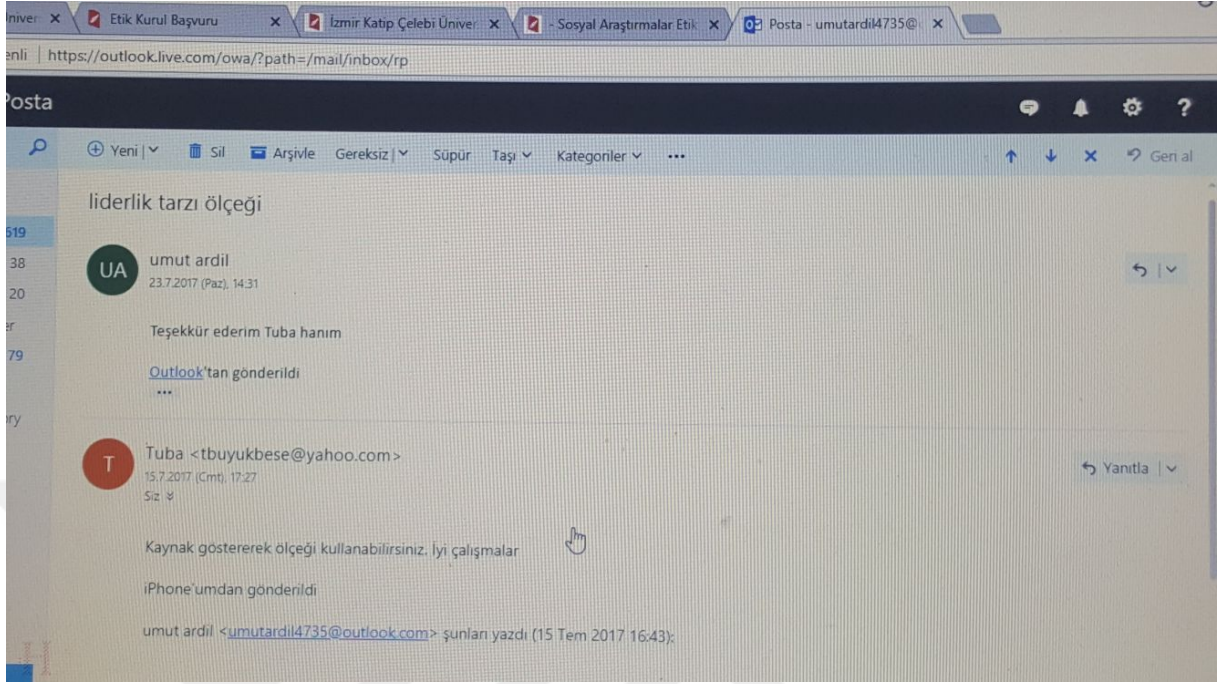 Etik Kurul Başvuru
İzmir Katip Çelebi Üniver
- Sosyal Araştırmalar Etik
Posta - umutardil4735@
https://outlook.live.com/owa/?path=/mail/inbox/rp
Posta
Yeni
Sil
Arşivle
Gereksiz
Süpür
Taşı
Kategoriler
Geri al
liderlik tarzı ölçeği
619
38
20
79
UA
umut ardil
23.7.2017 (Paz), 14:31
Teşekkür ederim Tuba hanım
Outlook'tan gönderildi
T
Tuba <tbuyukbese@yahoo.com>
15.7.2017 (Cmt), 17:27
Siz
Yanıtla
Kaynak göstererek ölçeği kullanabilirsiniz. İyi çalışmalar
iPhone'umdan gönderildi
umut ardil <umutardil4735@outlook.com> şunları yazdı (15 Tem 2017 16:43):